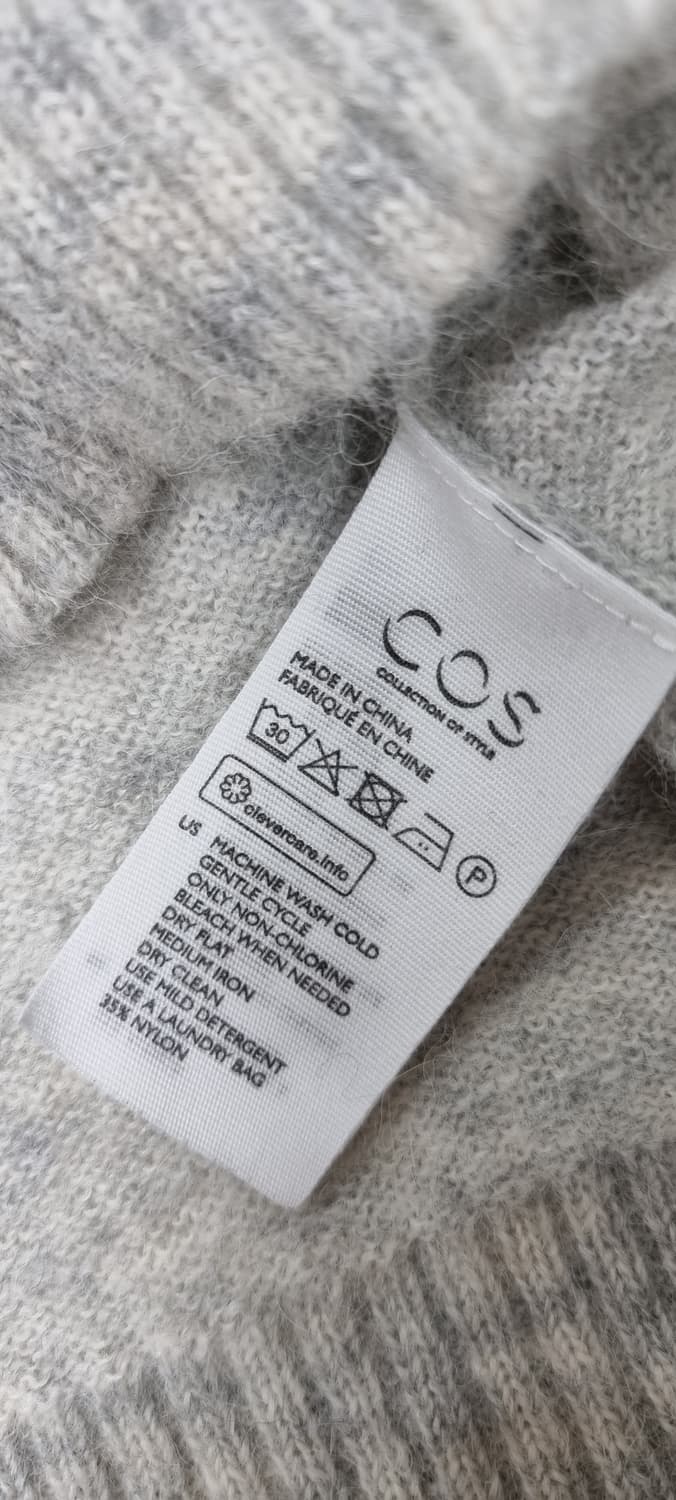 COS
COLLECTION OF STYLE
MADE IN CHINA
FABRIQUÉ EN CHINE
30
P
clevercare.info
US MACHINE WASH COLD
GENTLE CYCLE
ONLY NON-CHLORINE
BLEACH WHEN NEEDED
DRY FLAT
MEDIUM IRON
DRY CLEAN
USE MILD DETERGENT
USE A LAUNDRY BAG
NYLON